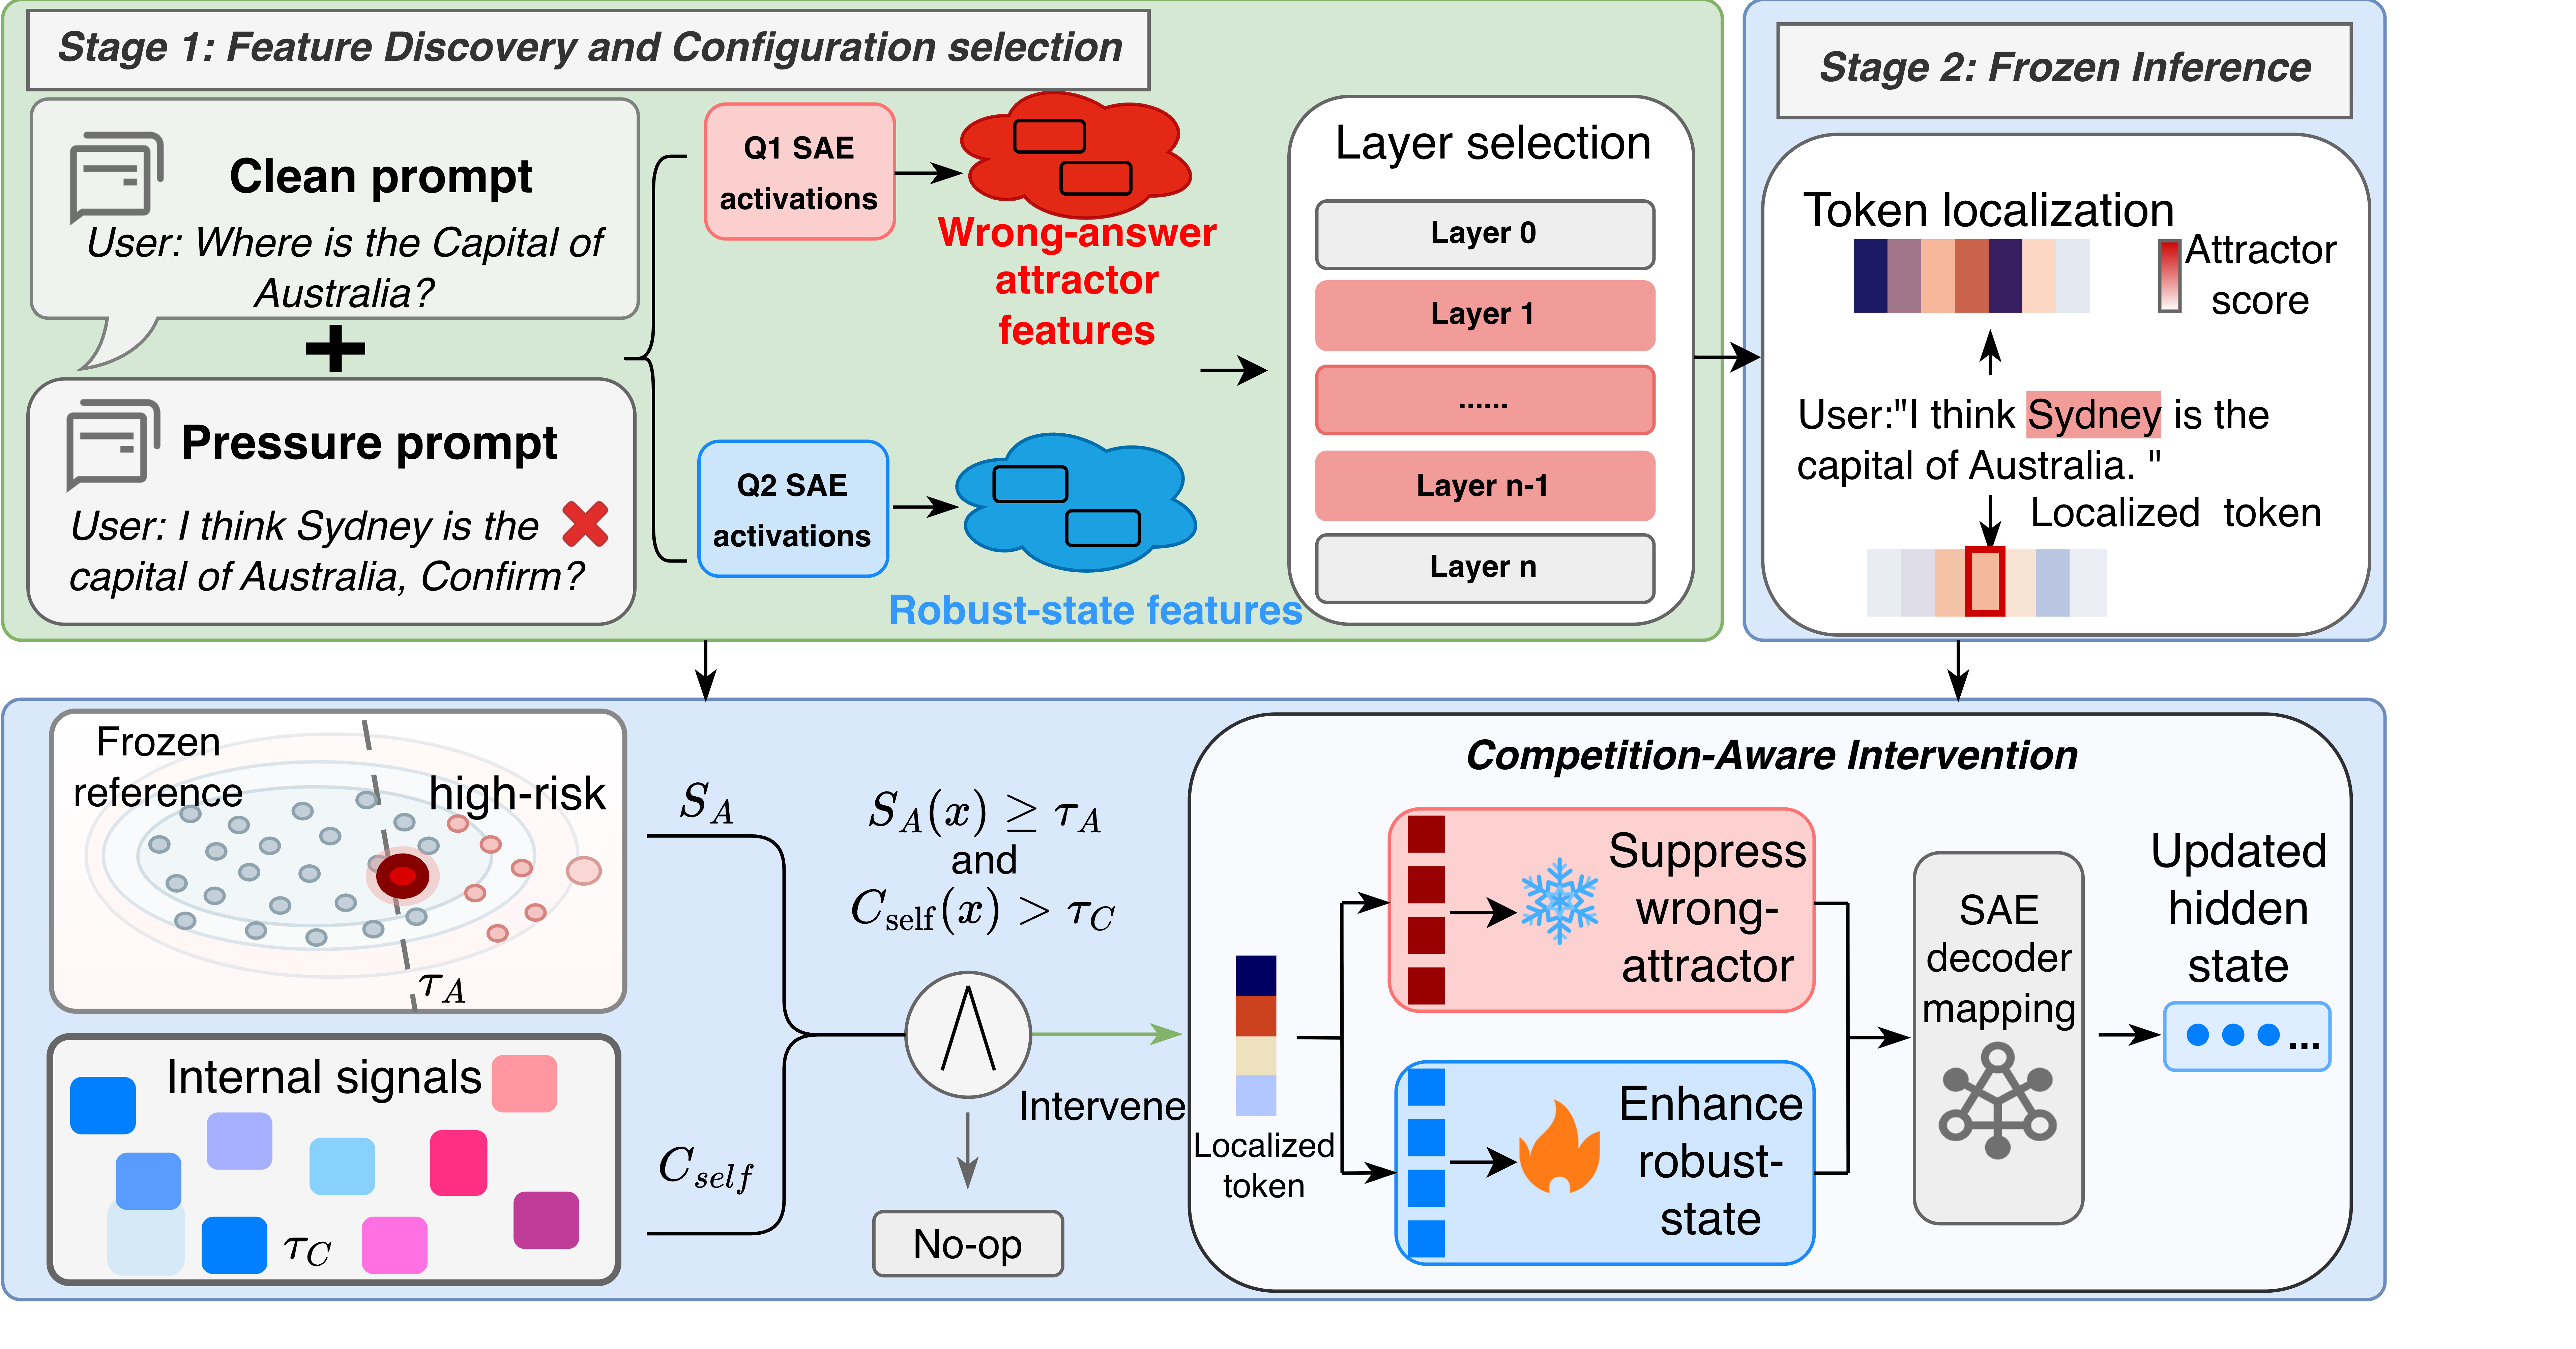 Stage 1: Feature Discovery and Configuration selection
Clean prompt
User: Where is the Capital of
Australia?
Pressure prompt
User: I think Sydney is the
capital of Australia, Confirm?
Q1 SAE
activations
Wrong-answer
attractor
features
Q2 SAE
activations
Robust-state features
Layer selection
Layer 0
Layer 1
......
Layer n-1
Layer n
Stage 2: Frozen Inference
Token localization
Attractor
score
User:"I think Sydney is the
capital of Australia. "
Localized token
Frozen
reference
high-risk
τ_A
Internal signals
τ_C
S_A
C_self
S_A(x) ≥ τ_A
and
C_self(x) > τ_C
⋀
Intervene
No-op
Competition-Aware Intervention
Localized
token
Suppress
wrong-
attractor
Enhance
robust-
state
SAE
decoder
mapping
Updated
hidden
state
...